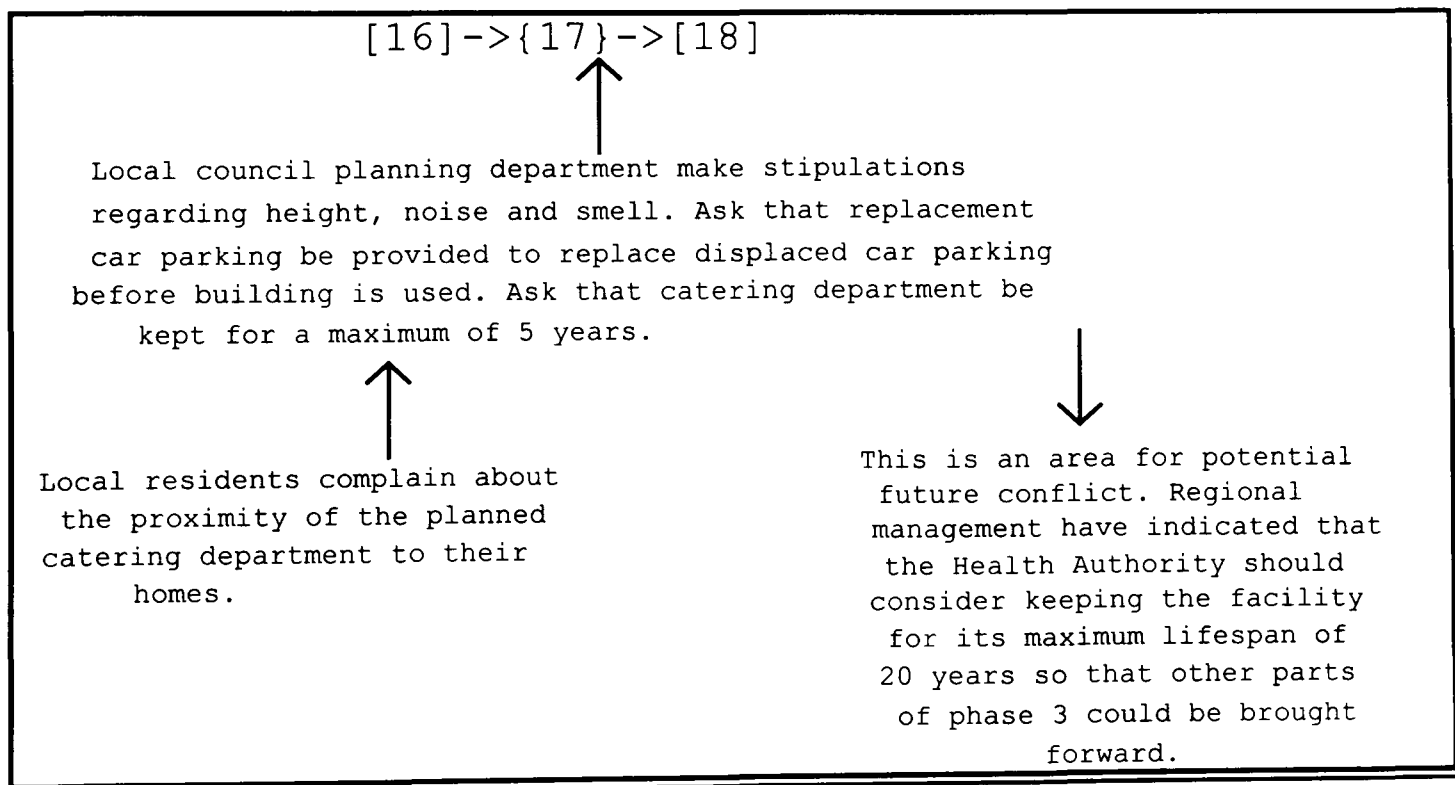 [16]->{17}->[18]
Local council planning department make stipulations
regarding height, noise and smell. Ask that replacement
car parking be provided to replace displaced car parking
before building is used. Ask that catering department be
kept for a maximum of 5 years.
Local residents complain about
the proximity of the planned
catering department to their
homes.
This is an area for potential
future conflict. Regional
management have indicated that
the Health Authority should
consider keeping the facility
for its maximum lifespan of
20 years so that other parts
of phase 3 could be brought
forward.